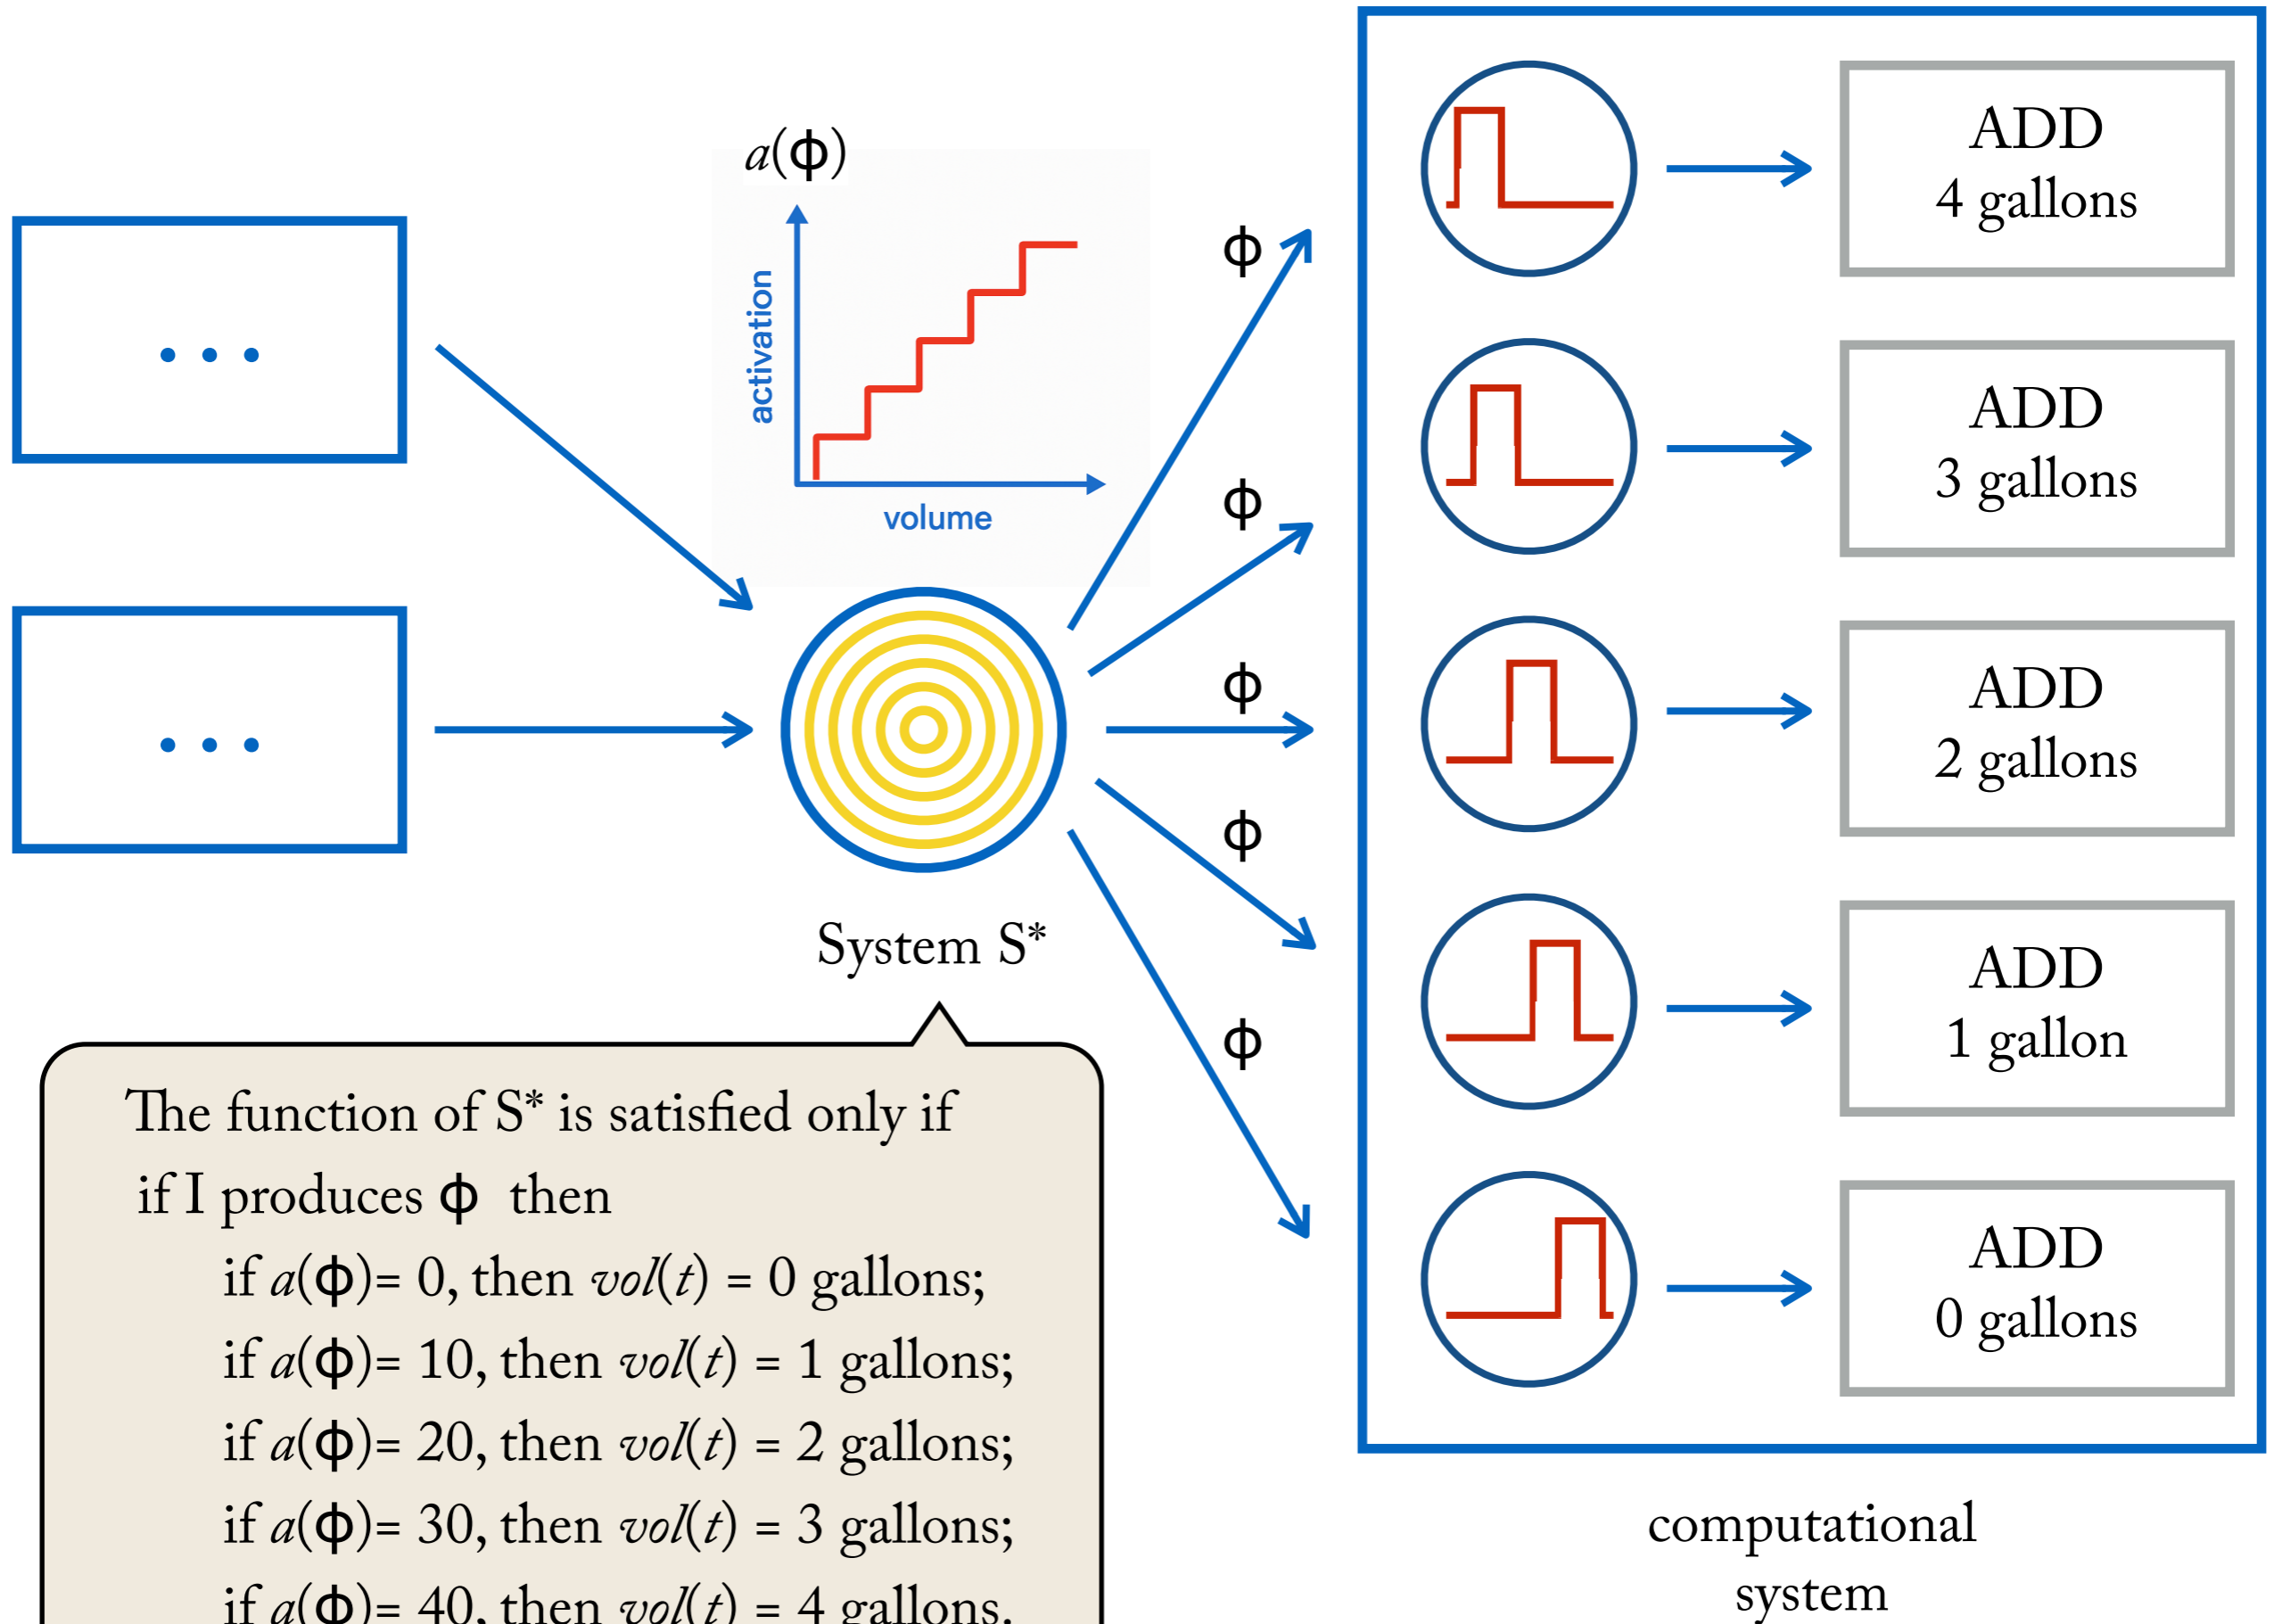 a(ϕ)
activation
volume
ϕ
ϕ
ϕ
ϕ
ϕ
System S*
The function of S* is satisfied only if
if I produces ϕ then
if a(ϕ)= 0, then vol(t) = 0 gallons;
if a(ϕ)= 10, then vol(t) = 1 gallons;
if a(ϕ)= 20, then vol(t) = 2 gallons;
if a(ϕ)= 30, then vol(t) = 3 gallons;
if a(ϕ)= 40, then vol(t) = 4 gallons.
ADD
4 gallons
ADD
3 gallons
ADD
2 gallons
ADD
1 gallon
ADD
0 gallons
computational
system